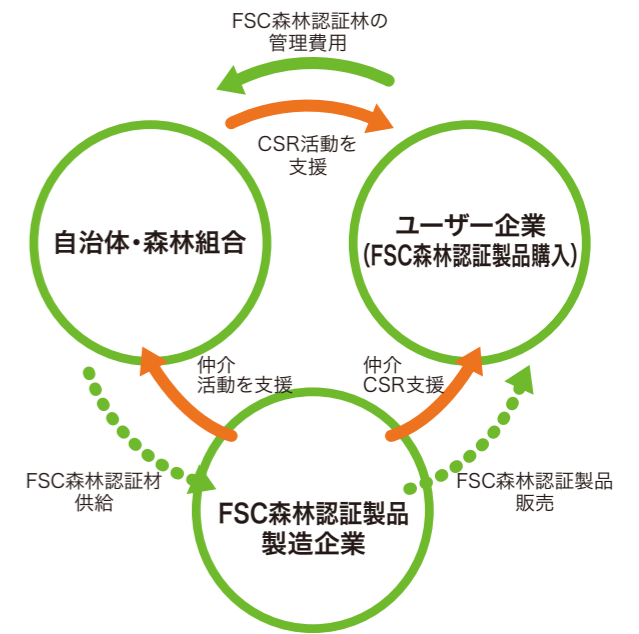 FSC森林認証林の
管理費用
CSR活動を
支援
自治体・森林組合
ユーザー企業
(FSC森林認証製品購入)
仲介
活動を支援
仲介
CSR支援
FSC森林認証材
供給
FSC森林認証製品
販売
FSC森林認証製品
製造企業